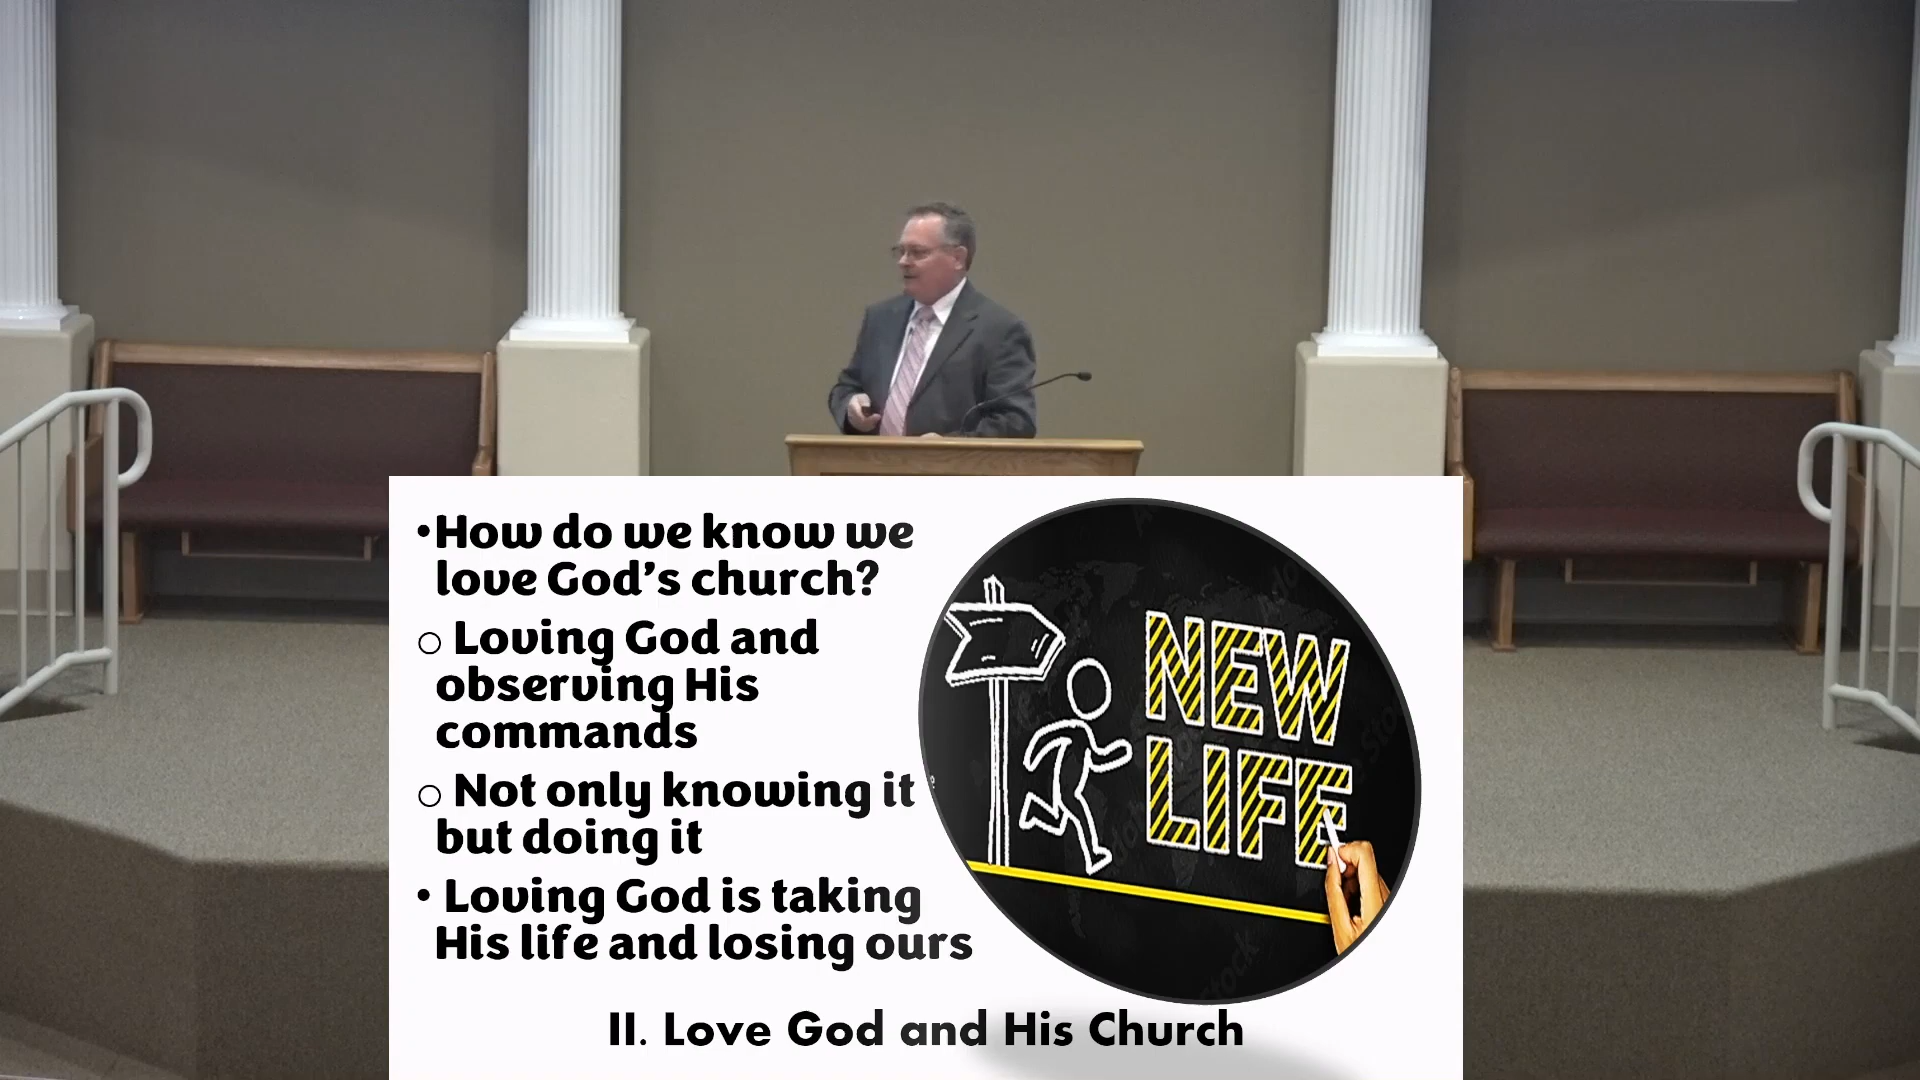 •How do we know we
love God’s church?
o Loving God and
observing His
commands
o Not only knowing it
but doing it
• Loving God is taking
His life and losing ours
NEW
LIFE
II. Love God and His Church